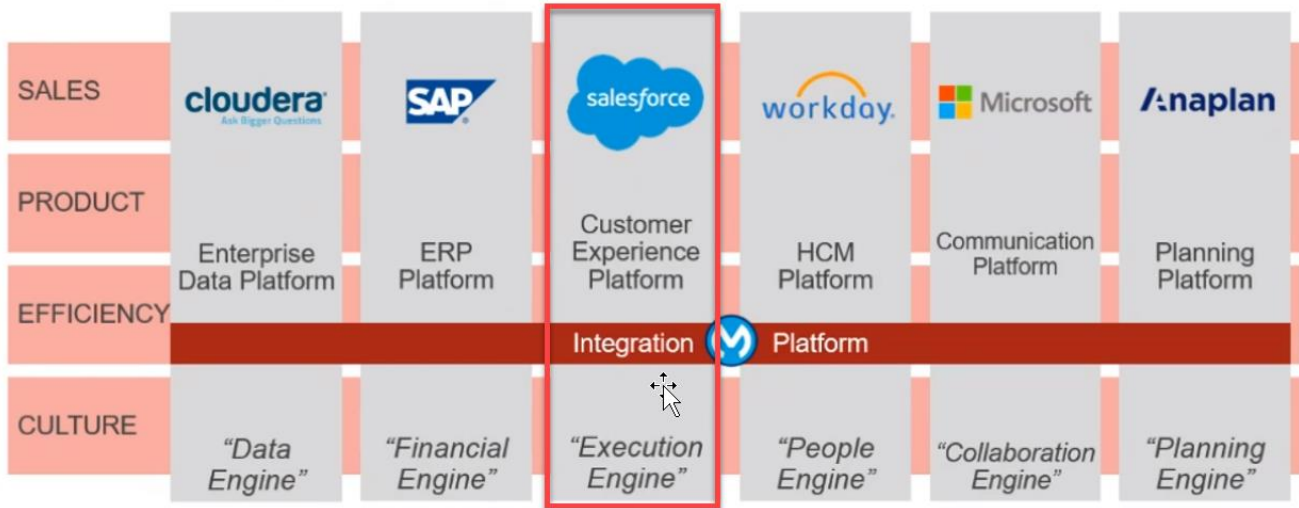 SALES
cloudera
Ask Bigger Questions
SAP
salesforce
workday.
Microsoft
Anaplan
PRODUCT
Enterprise
Data Platform
ERP
Platform
Customer
Experience
Platform
HCM
Platform
Communication
Platform
Planning
Platform
EFFICIENCY
Integration
Platform
CULTURE
“Data
Engine”
“Financial
Engine”
“Execution
Engine”
“People
Engine”
“Collaboration
Engine”
“Planning
Engine”